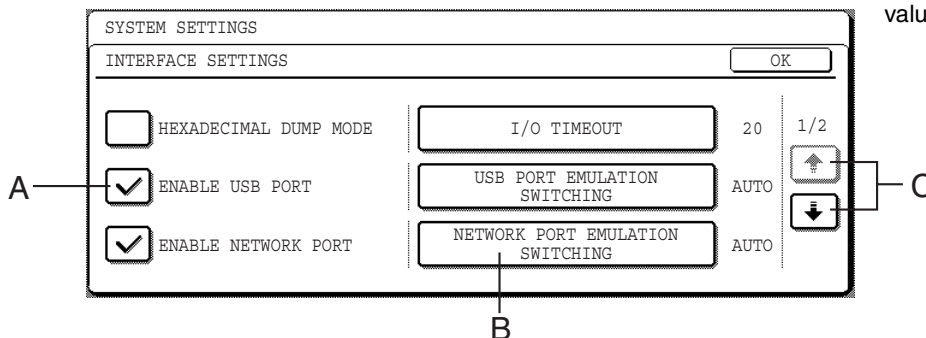 valu
SYSTEM SETTINGS
INTERFACE SETTINGS
OK
HEXADECIMAL DUMP MODE
I/O TIMEOUT
20
1/2
A
ENABLE USB PORT
USB PORT EMULATION
SWITCHING
AUTO
C
ENABLE NETWORK PORT
NETWORK PORT EMULATION
SWITCHING
AUTO
B